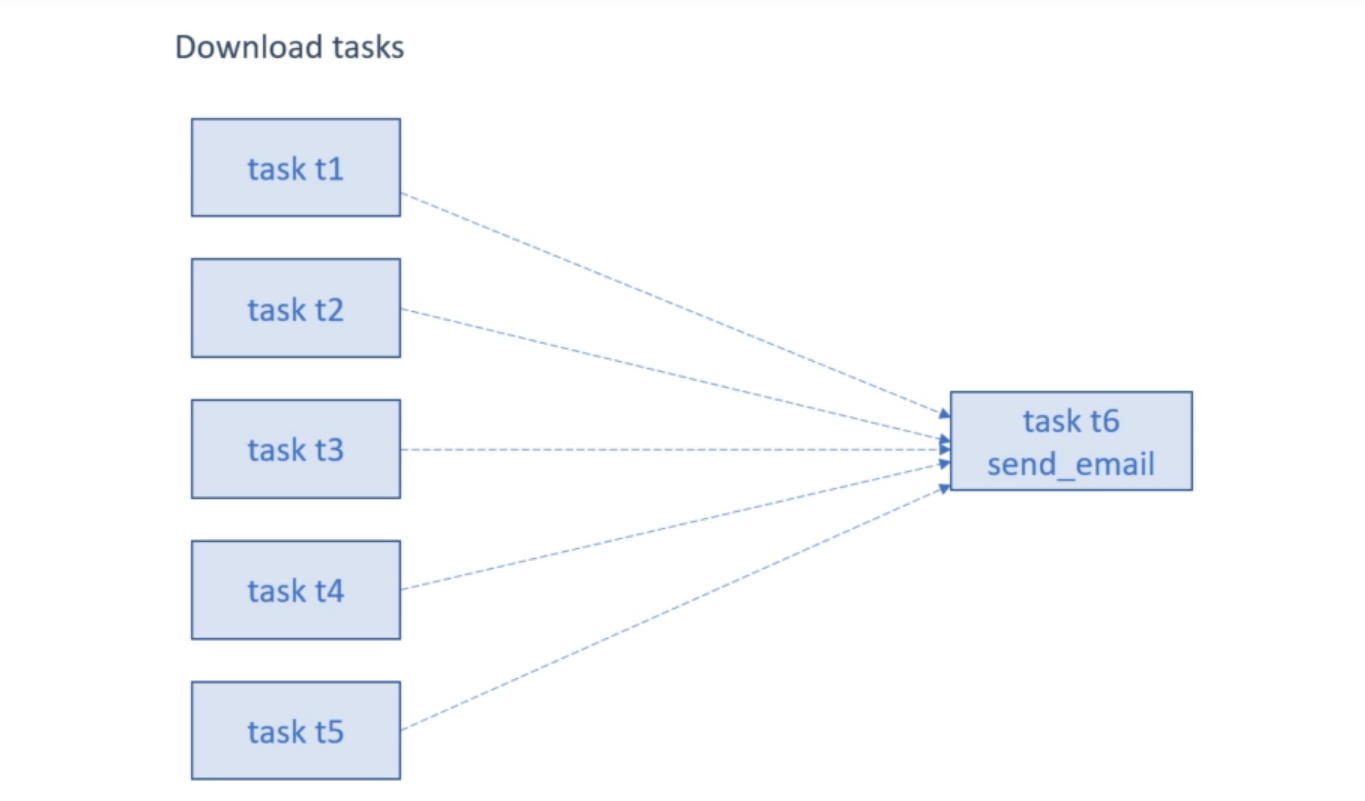 Download tasks
task t1
task t2
task t3
task t4
task t5
task t6
send_email